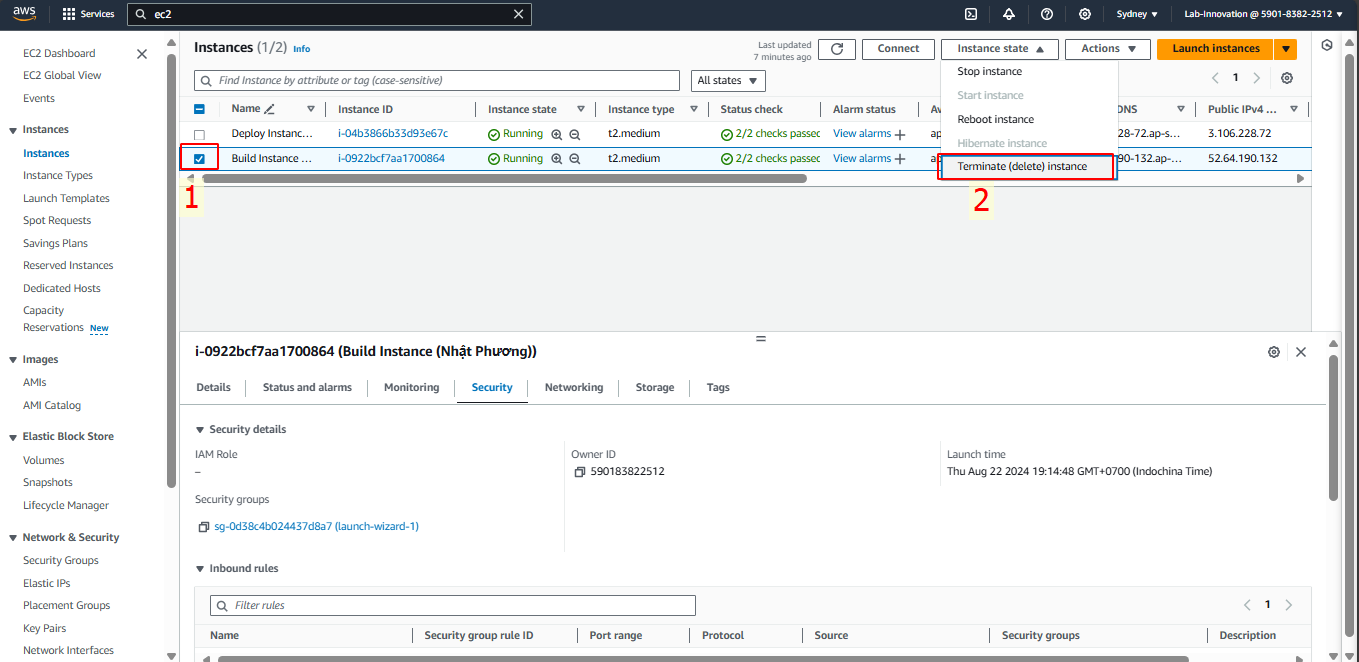 aws
Services
ec2
Sydney
Lab-Innovation @ 5901-8382-2512
EC2 Dashboard
EC2 Global View
Events
Instances
Instances
Instance Types
Launch Templates
Spot Requests
Savings Plans
Reserved Instances
Dedicated Hosts
Capacity
Reservations New
Images
AMIs
AMI Catalog
Elastic Block Store
Volumes
Snapshots
Lifecycle Manager
Network & Security
Security Groups
Elastic IPs
Placement Groups
Key Pairs
Network Interfaces
Instances (1/2) Info
Last updated
7 minutes ago
Connect
Instance state
Actions
Launch instances
Find Instance by attribute or tag (case-sensitive)
All states
1
Stop instance
Start instance
Reboot instance
Hibernate instance
Terminate (delete) instance
Name Instance ID Instance state Instance type Status check Alarm status Av DNS Public IPv4 ...
Deploy Instanc... i-04b3866b33d93e67c Running t2.medium 2/2 checks passed View alarms ap 28-72.ap-s... 3.106.228.72
Build Instance ... i-0922bcf7aa1700864 Running t2.medium 2/2 checks passed View alarms ap 90-132.ap-... 52.64.190.132
1
2
i-0922bcf7aa1700864 (Build Instance (Nhật Phương))
Details Status and alarms Monitoring Security Networking Storage Tags
Security details
IAM Role
–
Owner ID
590183822512
Launch time
Thu Aug 22 2024 19:14:48 GMT+0700 (Indochina Time)
Security groups
sg-0d38c4b024437d8a7 (launch-wizard-1)
Inbound rules
Filter rules
1
Name Security group rule ID Port range Protocol Source Security groups Description